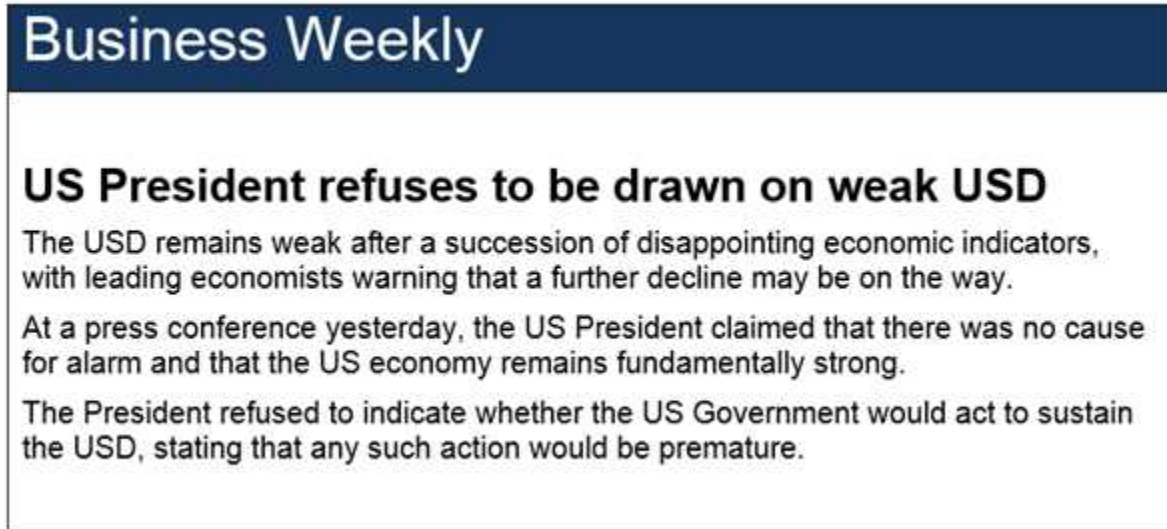 Business Weekly
US President refuses to be drawn on weak USD
The USD remains weak after a succession of disappointing economic indicators,
with leading economists warning that a further decline may be on the way.
At a press conference yesterday, the US President claimed that there was no cause
for alarm and that the US economy remains fundamentally strong.
The President refused to indicate whether the US Government would act to sustain
the USD, stating that any such action would be premature.